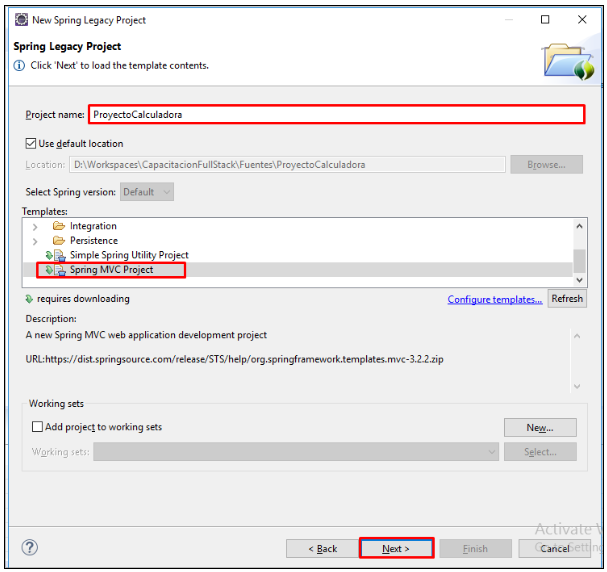 New Spring Legacy Project
Spring Legacy Project
Click 'Next' to load the template contents.
Project name: ProyectoCalculadora
Use default location
Location: D:\Workspaces\CapacitacionFullStack\Fuentes\ProyectoCalculadora Browse...
Select Spring version: Default
Templates:
Integration
Persistence
Simple Spring Utility Project
Spring MVC Project
requires downloading Configure templates... Refresh
Description:
A new Spring MVC web application development project
URL:https://dist.springsource.com/release/STS/help/org.springframework.templates.mvc-3.2.2.zip
Working sets
Add project to working sets New...
Working sets: Select...
Activate
< Back Next > Finish Cancel